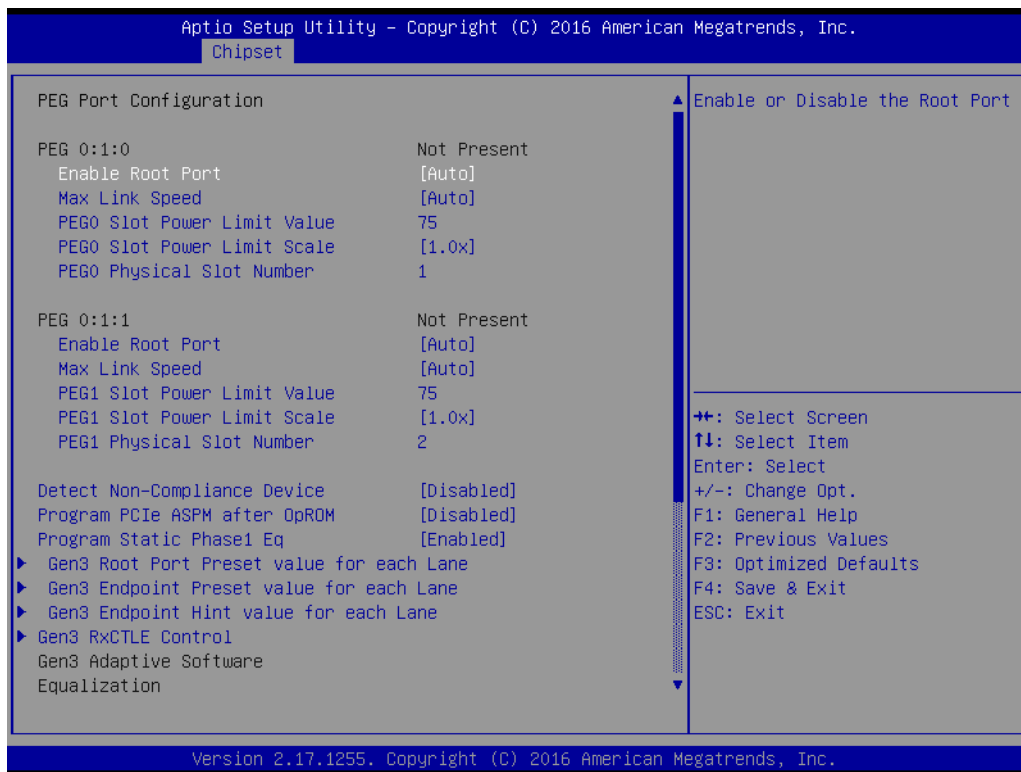 Aptio Setup Utility – Copyright (C) 2016 American Megatrends, Inc.
Chipset
PEG Port Configuration
PEG 0:1:0 Not Present
Enable Root Port [Auto]
Max Link Speed [Auto]
PEG0 Slot Power Limit Value 75
PEG0 Slot Power Limit Scale [1.0x]
PEG0 Physical Slot Number 1
PEG 0:1:1 Not Present
Enable Root Port [Auto]
Max Link Speed [Auto]
PEG1 Slot Power Limit Value 75
PEG1 Slot Power Limit Scale [1.0x]
PEG1 Physical Slot Number 2
Detect Non-Compliance Device [Disabled]
Program PCIe ASPM after OpROM [Disabled]
Program Static Phase1 Eq [Enabled]
Gen3 Root Port Preset value for each Lane
Gen3 Endpoint Preset value for each Lane
Gen3 Endpoint Hint value for each Lane
Gen3 RxCTLE Control
Gen3 Adaptive Software
Equalization
Enable or Disable the Root Port
→←: Select Screen
↑↓: Select Item
Enter: Select
+/-: Change Opt.
F1: General Help
F2: Previous Values
F3: Optimized Defaults
F4: Save & Exit
ESC: Exit
Version 2.17.1255. Copyright (C) 2016 American Megatrends, Inc.